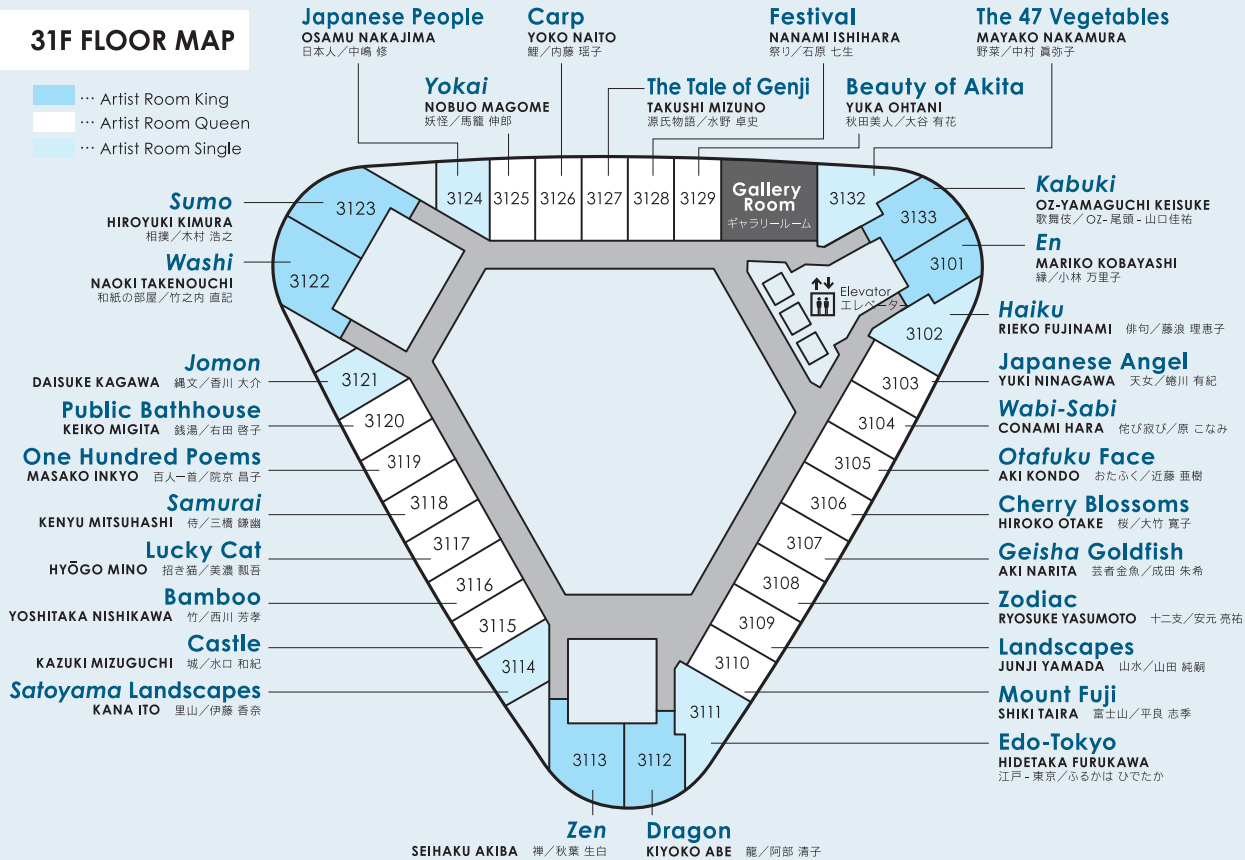 31F FLOOR MAP
… Artist Room King
… Artist Room Queen
… Artist Room Single
Japanese People
OSAMU NAKAJIMA
日本人／中嶋 修
Carp
YOKO NAITO
鯉／内藤 瑶子
Festival
NANAMI ISHIHARA
祭り／石原 七生
The 47 Vegetables
MAYAKO NAKAMURA
野菜／中村 眞弥子
Yokai
NOBUO MAGOME
妖怪／馬籠 伸郎
The Tale of Genji
TAKUSHI MIZUNO
源氏物語／水野 卓史
Beauty of Akita
YUKA OHTANI
秋田美人／大谷 有花
Sumo
HIROYUKI KIMURA
相撲／木村 浩之
Washi
NAOKI TAKENOUCHI
和紙の部屋／竹之内 直記
Jomon
DAISUKE KAGAWA 縄文／香川 大介
Public Bathhouse
KEIKO MIGITA 銭湯／右田 啓子
One Hundred Poems
MASAKO INKYO 百人一首／院京 昌子
Samurai
KENYU MITSUHASHI 侍／三橋 鎌幽
Lucky Cat
HYŌGO MINO 招き猫／美濃 瓢吾
Bamboo
YOSHITAKA NISHIKAWA 竹／西川 芳孝
Castle
KAZUKI MIZUGUCHI 城／水口 和紀
Satoyama Landscapes
KANA ITO 里山／伊藤 香奈
Zen
SEIHAKU AKIBA 禅／秋葉 生白
Dragon
KIYOKO ABE 龍／阿部 清子
Kabuki
OZ-YAMAGUCHI KEISUKE
歌舞伎／OZ-尾頭-山口佳祐
En
MARIKO KOBAYASHI
縁／小林 万里子
Haiku
RIEKO FUJINAMI 俳句／藤浪 理恵子
Japanese Angel
YUKI NINAGAWA 天女／蜷川 有紀
Wabi-Sabi
CONAMI HARA 侘び寂び／原 こなみ
Otafuku Face
AKI KONDO おたふく／近藤 亜樹
Cherry Blossoms
HIROKO OTAKE 桜／大竹 寛子
Geisha Goldfish
AKI NARITA 芸者金魚／成田 朱希
Zodiac
RYOSUKE YASUMOTO 十二支／安元 亮祐
Landscapes
JUNJI YAMADA 山水／山田 純嗣
Mount Fuji
SHIKI TAIRA 富士山／平良 志季
Edo-Tokyo
HIDETAKA FURUKAWA
江戸-東京／ふるかは ひでたか
3124
3125
3126
3127
3128
3129
Gallery
Room
ギャラリールーム
3132
3133
3101
3102
3103
3104
3105
3106
3107
3108
3109
3110
3111
3112
3113
3114
3115
3116
3117
3118
3119
3120
3121
3122
3123
Elevator
エレベーター